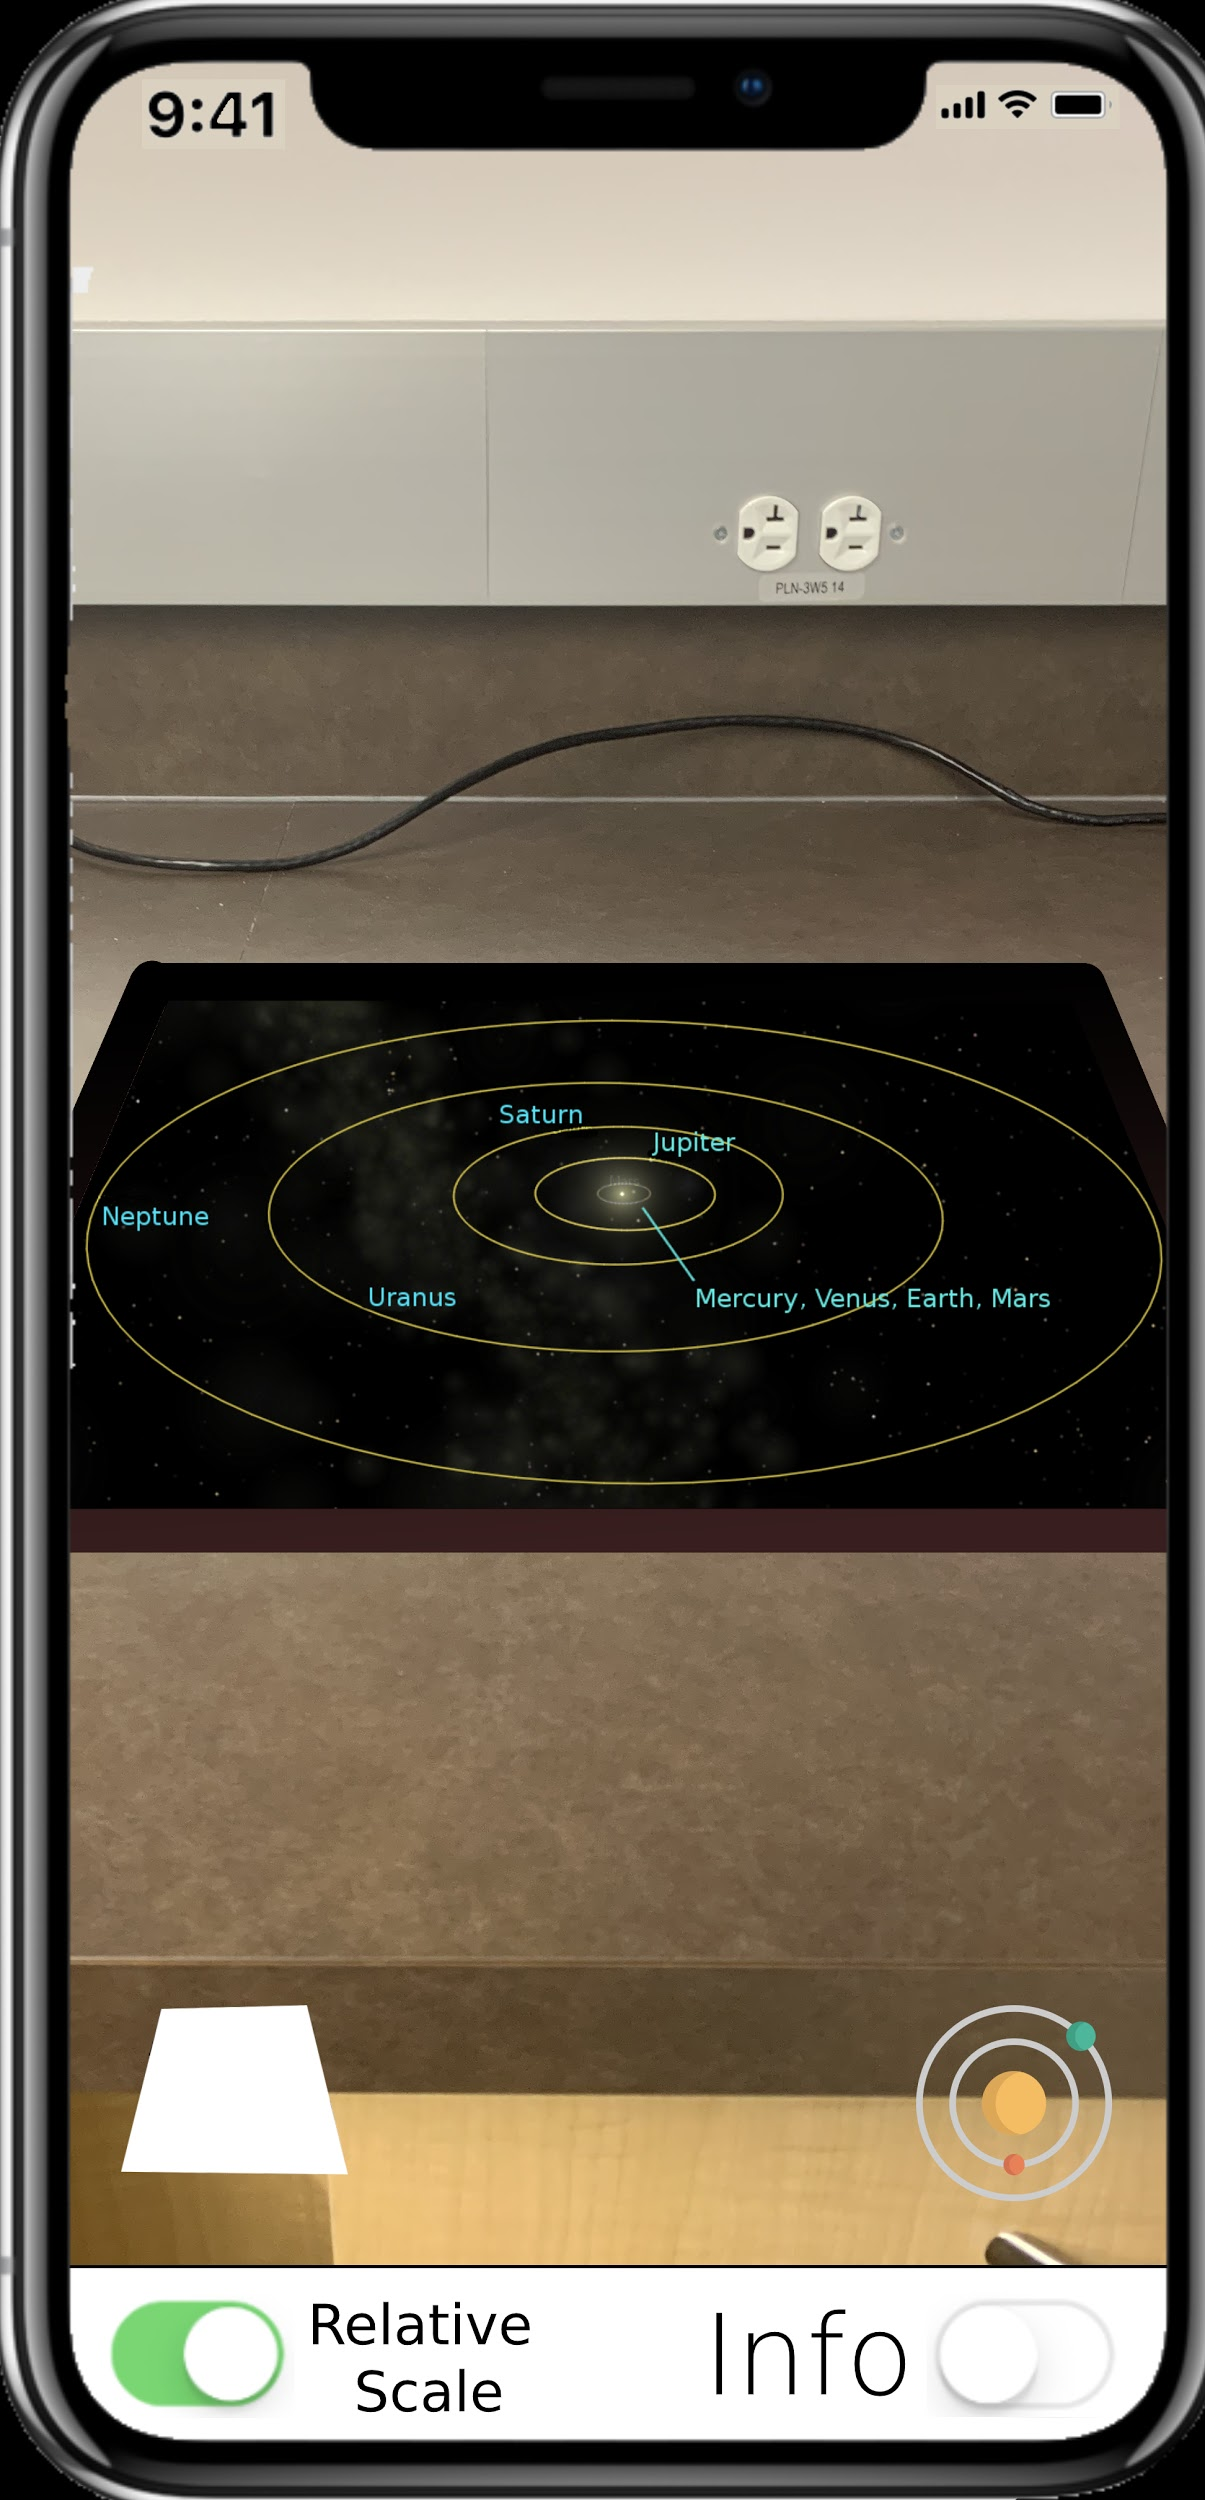 9:41
PLN-3W5 14
Saturn
Jupiter
Neptune
Uranus
Mercury, Venus, Earth, Mars
Relative
Scale
Info